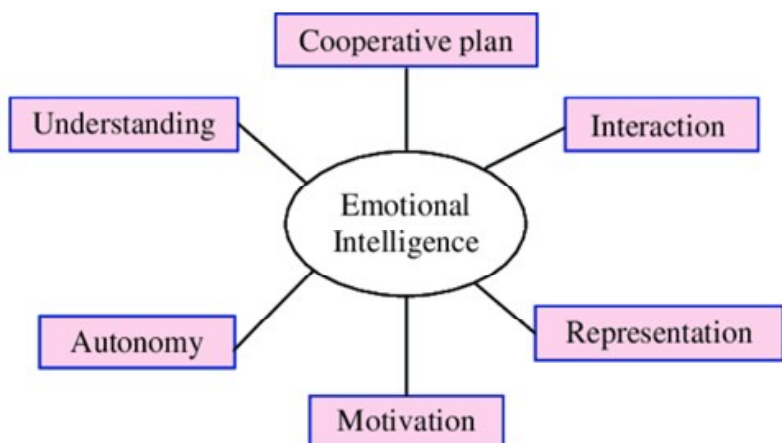 Cooperative plan
Understanding
Interaction
Emotional
Intelligence
Autonomy
Representation
Motivation